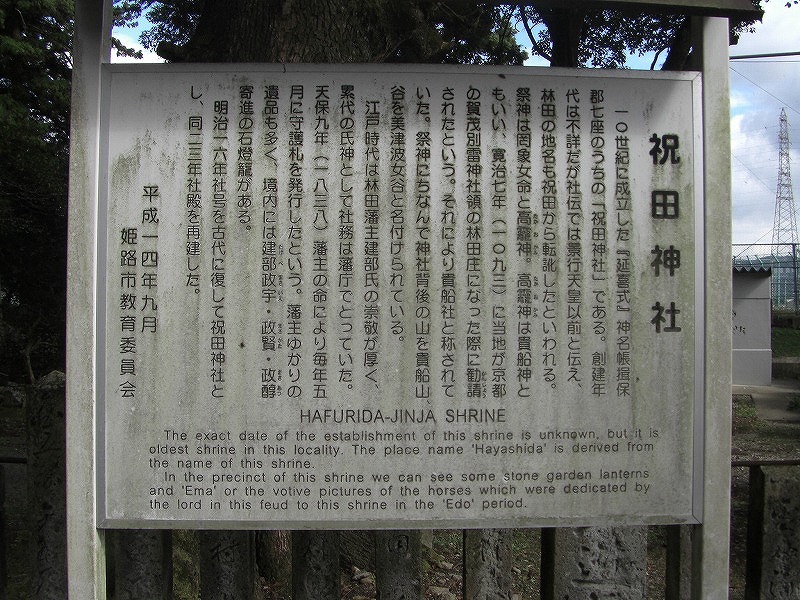 祝田神社
一〇世紀に成立した『延喜式』神名帳揖保
郡七座のうちの「祝田神社」である。創建年
代は不詳だが社伝では景行天皇以前と伝え、
林田の地名も祝田から転訛したといわれる。
祭神は罔象女命と高龗神。高龗神は貴船神と
もいい、寛治七年(一〇九三)に当地が京都
の賀茂別雷神社領の林田庄になった際に勧請
されたという。それにより貴船社と称されて
いた。祭神にちなんで神社背後の山を貴船山、
谷を美津波女谷と名付けられている。
江戸時代は林田藩主建部氏の崇敬が厚く、
累代の氏神として社務は藩庁でとっていた。
天保九年(一八三八)藩主の命により毎年五
月に守護札を発行したという。藩主ゆかりの
遺品も多く、境内には建部政宇・政賢・政醇
寄進の石燈籠がある。
明治一六年社号を古代に復して祝田神社と
し、同二三年社殿を再建した。
平成一四年九月
姫路市教育委員会
HAFURIDA-JINJA SHRINE
The exact date of the establishment of this shrine is unknown, but it is
oldest shrine in this locality. The place name 'Hayashida' is derived from
the name of this shrine.
In the precinct of this shrine we can see some stone garden lanterns
and 'Ema' or the votive pictures of the horses which were dedicated by
the lord in this feud to this shrine in the 'Edo' period.